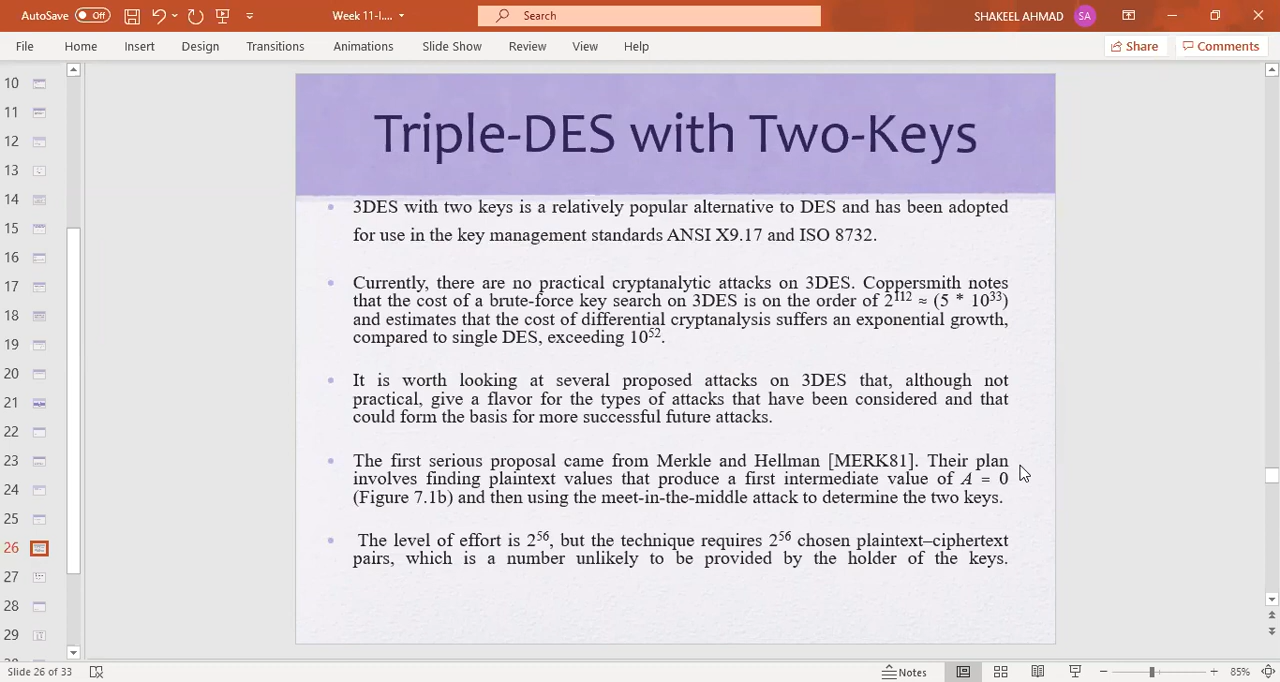 AutoSave Off Week 11-I... Search SHAKEEL AHMAD SA
File Home Insert Design Transitions Animations Slide Show Review View Help Share Comments
10
11
12
13
14
15
16
17
18
19
20
21
22
23
24
25
26
27
28
29
Triple-DES with Two-Keys
• 3DES with two keys is a relatively popular alternative to DES and has been adopted
for use in the key management standards ANSI X9.17 and ISO 8732.
• Currently, there are no practical cryptanalytic attacks on 3DES. Coppersmith notes
that the cost of a brute-force key search on 3DES is on the order of 2¹¹² ≈ (5 * 10³³)
and estimates that the cost of differential cryptanalysis suffers an exponential growth,
compared to single DES, exceeding 10⁵².
• It is worth looking at several proposed attacks on 3DES that, although not
practical, give a flavor for the types of attacks that have been considered and that
could form the basis for more successful future attacks.
• The first serious proposal came from Merkle and Hellman [MERK81]. Their plan
involves finding plaintext values that produce a first intermediate value of A = 0
(Figure 7.1b) and then using the meet-in-the-middle attack to determine the two keys.
• The level of effort is 2⁵⁶, but the technique requires 2⁵⁶ chosen plaintext–ciphertext
pairs, which is a number unlikely to be provided by the holder of the keys.
Slide 26 of 33 Notes 85%